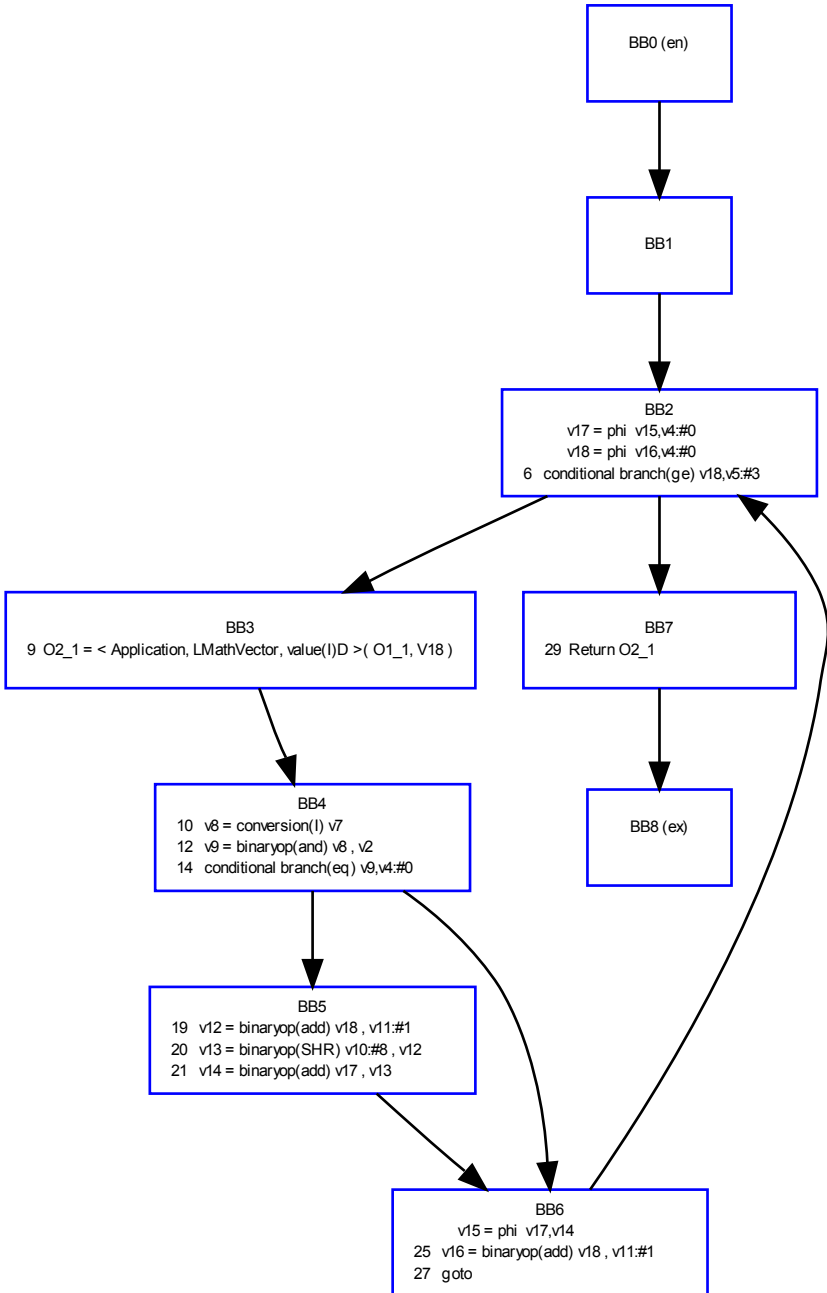 BB0 (en)
BB1
BB2
v17 = phi v15,v4:#0
v18 = phi v16,v4:#0
6 conditional branch(ge) v18,v5:#3
BB3
9 O2_1 = < Application, LMathVector, value(I)D >( O1_1, V18 )
BB7
29 Return O2_1
BB4
10 v8 = conversion(I) v7
12 v9 = binaryop(and) v8 , v2
14 conditional branch(eq) v9,v4:#0
BB8 (ex)
BB5
19 v12 = binaryop(add) v18 , v11:#1
20 v13 = binaryop(SHR) v10:#8 , v12
21 v14 = binaryop(add) v17 , v13
BB6
v15 = phi v17,v14
25 v16 = binaryop(add) v18 , v11:#1
27 goto